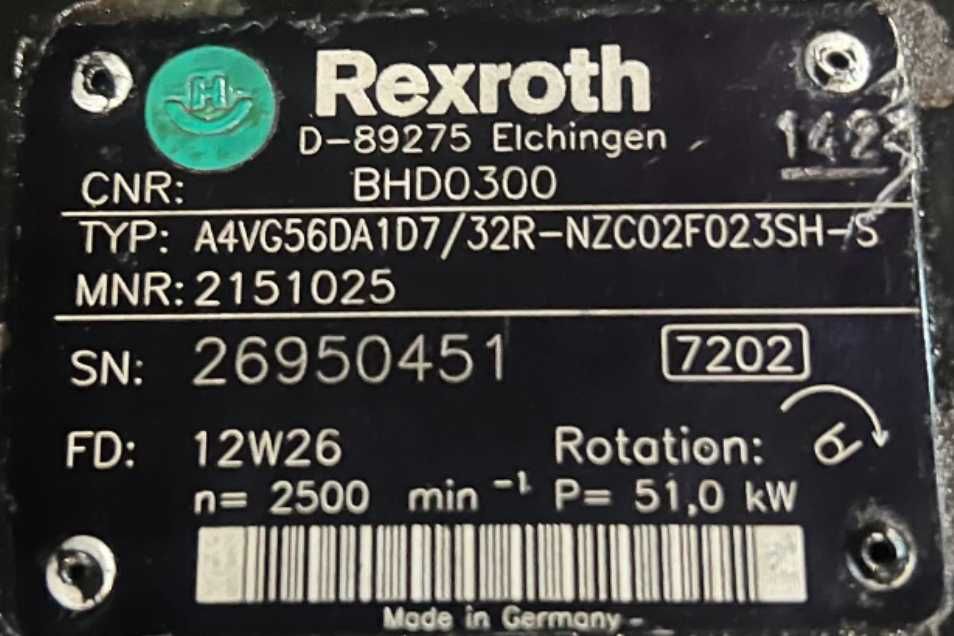 Rexroth
D-89275 Elchingen
142
CNR: BHD0300
TYP: A4VG56DA1D7/32R-NZC02F023SH-S
MNR: 2151025
SN: 26950451 7202
FD: 12W26 Rotation:
n= 2500 min⁻¹ P= 51,0 kW
Made in Germany